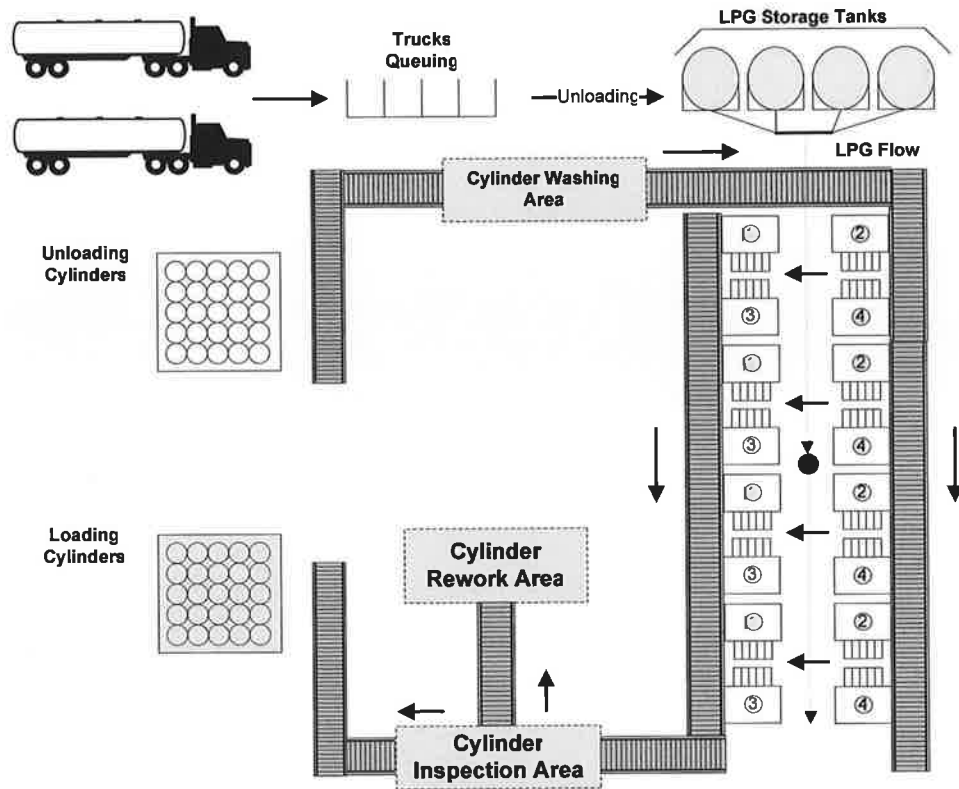 LPG Storage Tanks
Trucks
Queuing
Unloading
LPG Flow
Cylinder Washing
Area
Unloading
Cylinders
②
③
④
②
③
④
②
③
④
②
③
④
Loading
Cylinders
Cylinder
Rework Area
Cylinder
Inspection Area